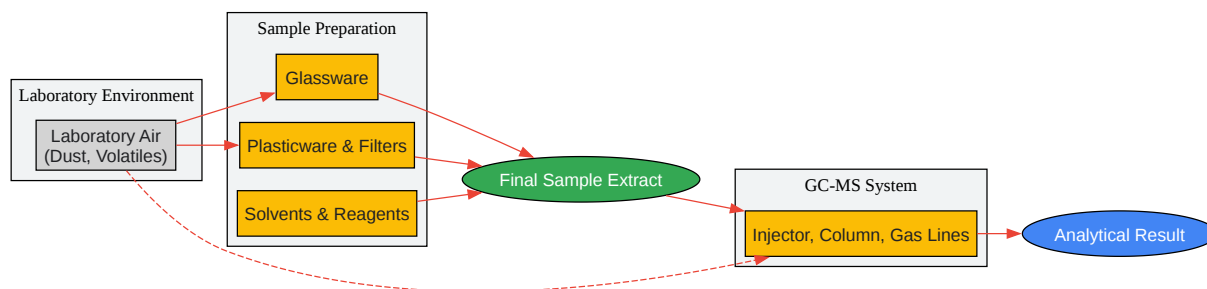 Sample Preparation
Glassware
Laboratory Environment
Laboratory Air
(Dust, Volatiles)
Plasticware & Filters
Solvents & Reagents
Final Sample Extract
GC-MS System
Injector, Column, Gas Lines
Analytical Result